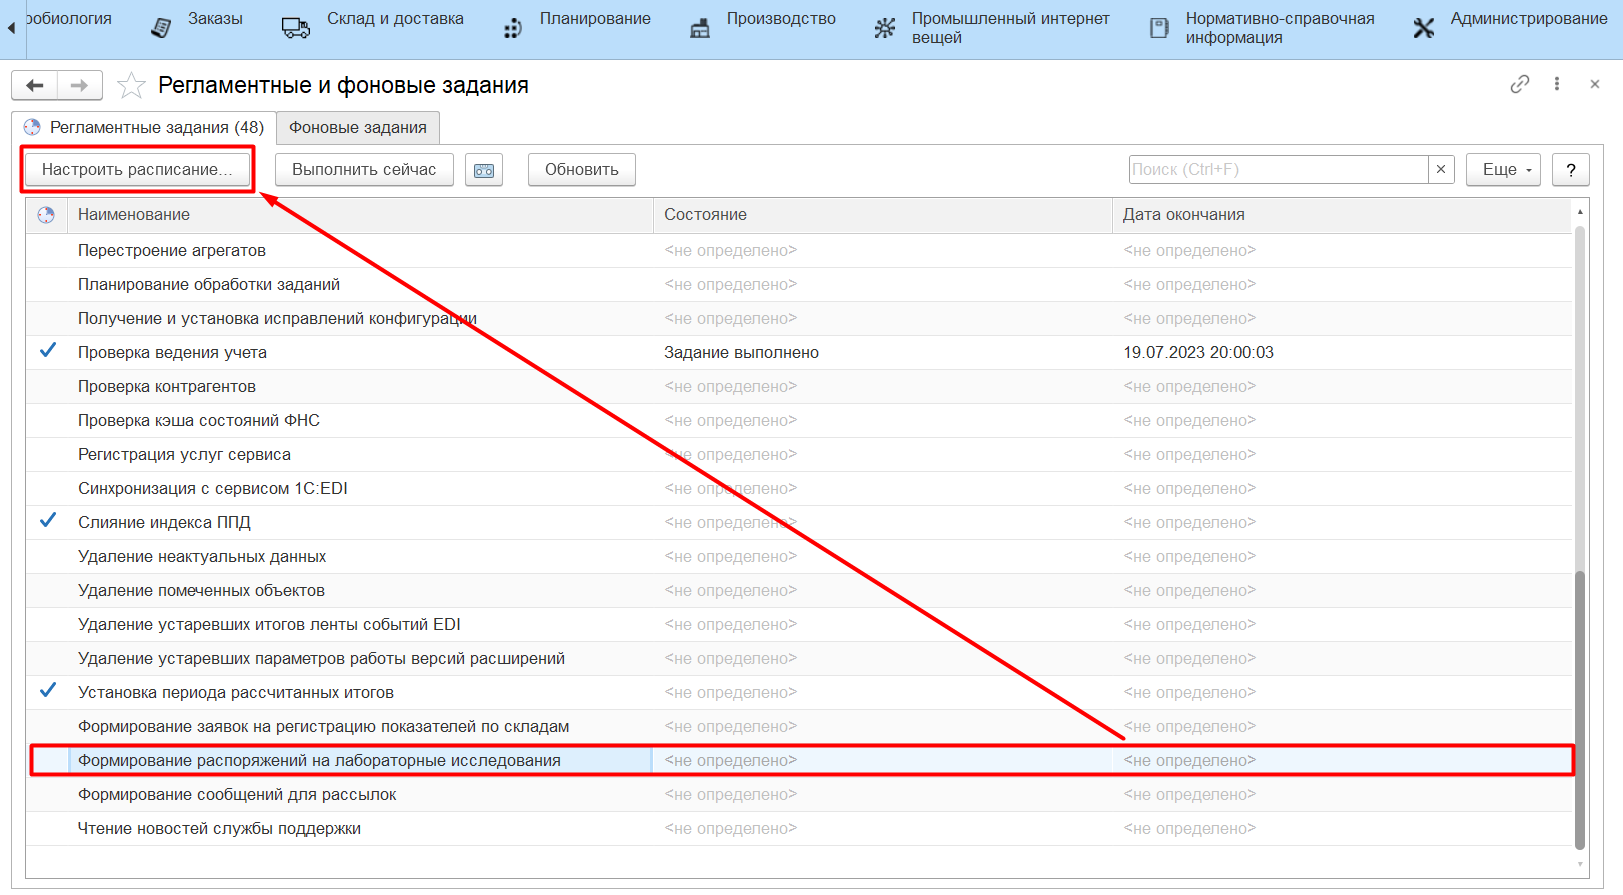 робиология
Заказы
Склад и доставка
Планирование
Производство
Промышленный интернет
вещей
Нормативно-справочная
информация
Администрирование
Регламентные и фоновые задания
Регламентные задания (48)
Фоновые задания
Настроить расписание...
Выполнить сейчас
Обновить
Поиск (Ctrl+F)
×
Еще
?
Наименование
Состояние
Дата окончания
Перестроение агрегатов <не определено> <не определено>
Планирование обработки заданий <не определено> <не определено>
Получение и установка исправлений конфигурации <не определено> <не определено>
Проверка ведения учета Задание выполнено 19.07.2023 20:00:03
Проверка контрагентов <не определено> <не определено>
Проверка кэша состояний ФНС <не определено> <не определено>
Регистрация услуг сервиса <не определено> <не определено>
Синхронизация с сервисом 1С:EDI <не определено> <не определено>
Слияние индекса ППД <не определено> <не определено>
Удаление неактуальных данных <не определено> <не определено>
Удаление помеченных объектов <не определено> <не определено>
Удаление устаревших итогов ленты событий EDI <не определено> <не определено>
Удаление устаревших параметров работы версий расширений <не определено> <не определено>
Установка периода рассчитанных итогов <не определено> <не определено>
Формирование заявок на регистрацию показателей по складам <не определено> <не определено>
Формирование распоряжений на лабораторные исследования <не определено> <не определено>
Формирование сообщений для рассылок <не определено> <не определено>
Чтение новостей службы поддержки <не определено> <не определено>